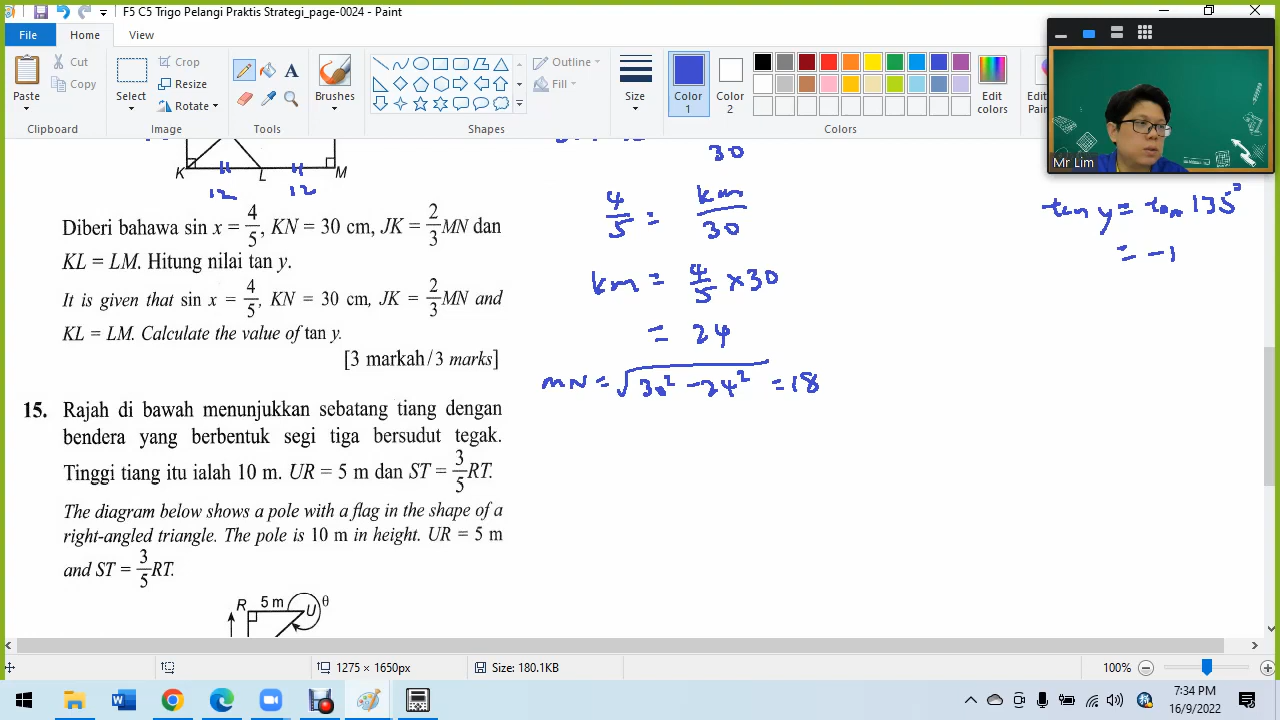 F5 C5 Trigo Pelangi Praktis Strategi_page-0024 - Paint
File Home View
Paste Cut Copy Clipboard
Select Crop Resize Rotate Image
Tools
Brushes
Shapes Outline Fill
Size
Color 1 Color 2 Edit colors Colors
Edit Pain
Mr Lim
K L M
12 12
30
4/5 = km/30
km = 4/5 × 30
= 24
MN = √30² - 24² = 18
tan y = tan 135°
= -1
Diberi bahawa sin x = 4/5, KN = 30 cm, JK = 2/3 MN dan
KL = LM. Hitung nilai tan y.
It is given that sin x = 4/5, KN = 30 cm, JK = 2/3 MN and
KL = LM. Calculate the value of tan y.
[3 markah/3 marks]
15. Rajah di bawah menunjukkan sebatang tiang dengan
bendera yang berbentuk segi tiga bersudut tegak.
Tinggi tiang itu ialah 10 m. UR = 5 m dan ST = 3/5 RT.
The diagram below shows a pole with a flag in the shape of a
right-angled triangle. The pole is 10 m in height. UR = 5 m
and ST = 3/5 RT.
R 5 m U θ
1275 × 1650px Size: 180.1KB 100%
7:34 PM
16/9/2022